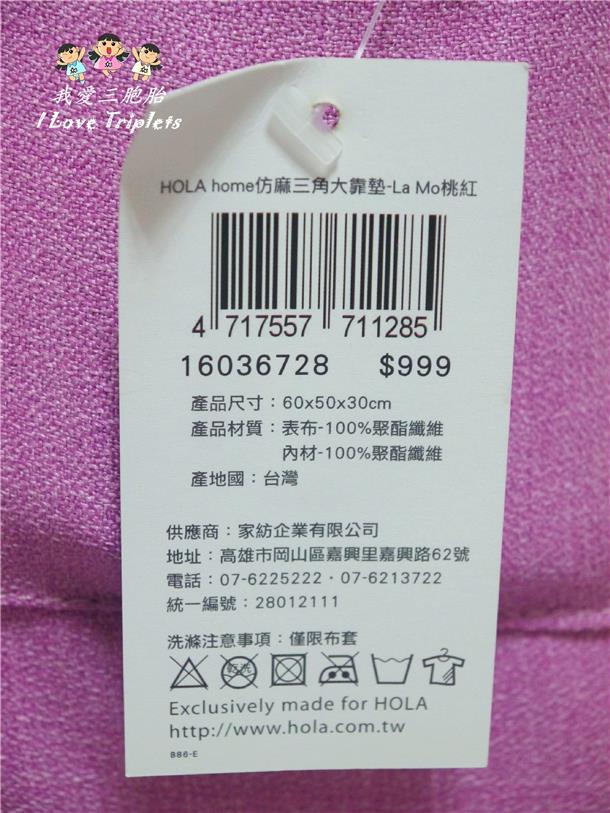 我愛三胞胎
I Love Triplets
HOLA home仿麻三角大靠墊-La Mo桃紅
4 717557 711285
16036728 $999
產品尺寸：60x50x30cm
產品材質：表布-100%聚酯纖維
內材-100%聚酯纖維
產地國：台灣
供應商：家紡企業有限公司
地址：高雄市岡山區嘉興里嘉興路62號
電話：07-6225222・07-6213722
統一編號：28012111
洗滌注意事項：僅限布套
乾洗
Exclusively made for HOLA
http://www.hola.com.tw
B86-E